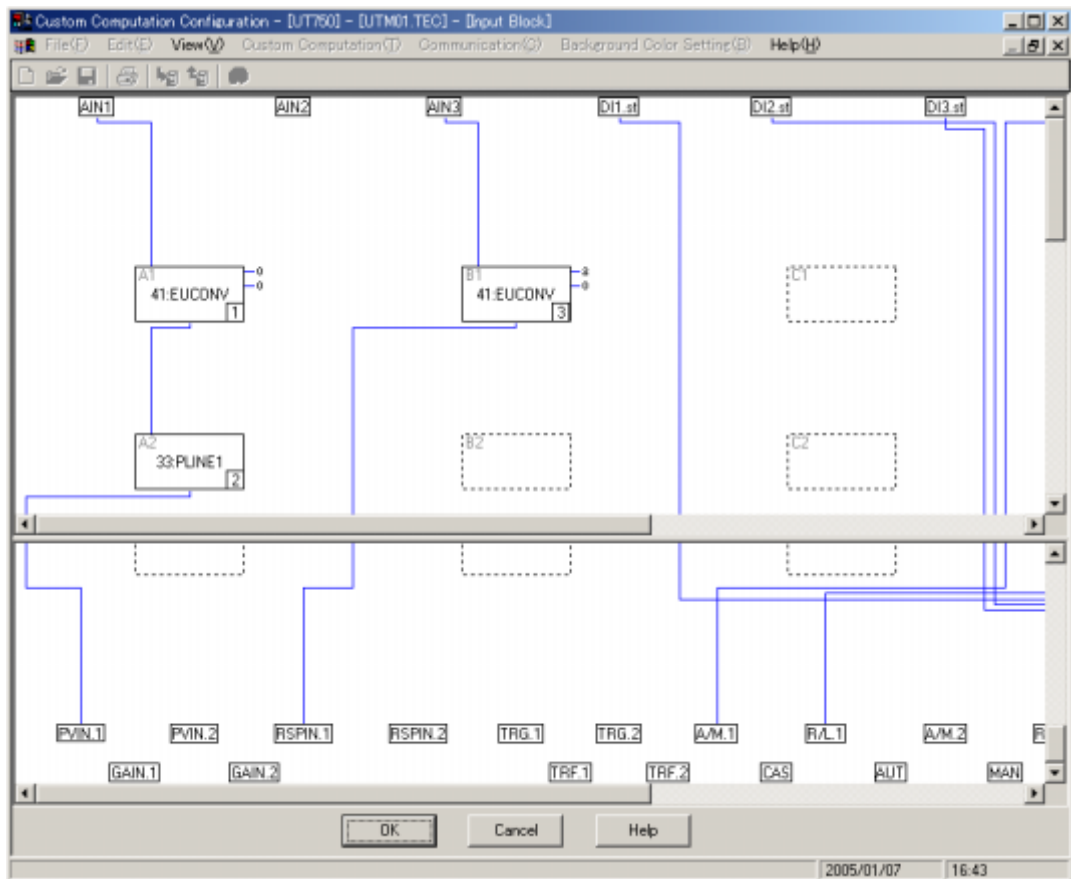 Custom Computation Configuration - [UT750] - [UTM01.TEC] - [Input Block]
File(F) Edit(E) View(V) Custom Computation(T) Communication(C) Background Color Setting(B) Help(H)
AIN1 AIN2 AIN3 DI1.st DI2.st DI3.st
A1 0 B1 a C1
41:EUCONV 0 41:EUCONV 0
1 3
A2 B2 C2
33:PLINE1
2
PVIN.1 PVIN.2 RSPIN.1 RSPIN.2 TRG.1 TRG.2 A/M.1 R/L.1 A/M.2 R
GAIN.1 GAIN.2 TRF.1 TRF.2 CAS AUT MAN
OK Cancel Help
2005/01/07 16:43